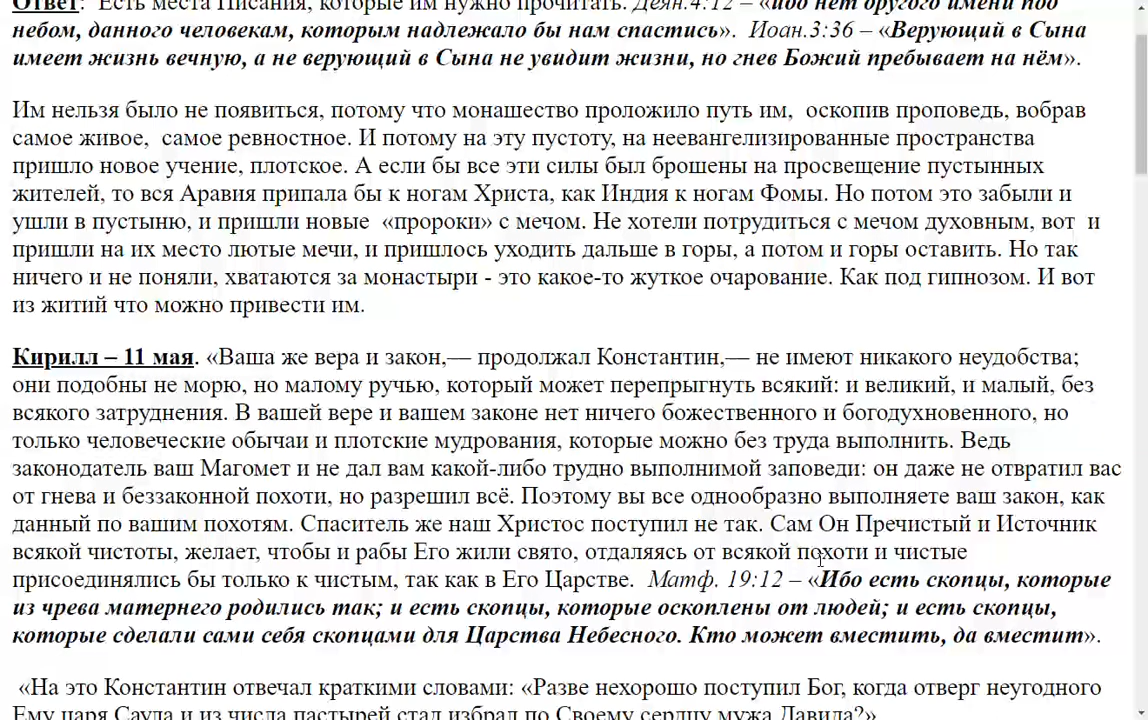 Ответ: Есть места Писания, которые им нужно прочитать. Деян.4:12 – «ибо нет другого имени под
небом, данного человекам, которым надлежало бы нам спастись». Иоан.3:36 – «Верующий в Сына
имеет жизнь вечную, а не верующий в Сына не увидит жизни, но гнев Божий пребывает на нём».
Им нельзя было не появиться, потому что монашество проложило путь им, оскопив проповедь, вобрав
самое живое, самое ревностное. И потому на эту пустоту, на неевангелизированные пространства
пришло новое учение, плотское. А если бы все эти силы был брошены на просвещение пустынных
жителей, то вся Аравия припала бы к ногам Христа, как Индия к ногам Фомы. Но потом это забыли и
ушли в пустыню, и пришли новые «пророки» с мечом. Не хотели потрудиться с мечом духовным, вот и
пришли на их место лютые мечи, и пришлось уходить дальше в горы, а потом и горы оставить. Но так
ничего и не поняли, хватаются за монастыри - это какое-то жуткое очарование. Как под гипнозом. И вот
из житий что можно привести им.
Кирилл – 11 мая. «Ваша же вера и закон,— продолжал Константин,— не имеют никакого неудобства;
они подобны не морю, но малому ручью, который может перепрыгнуть всякий: и великий, и малый, без
всякого затруднения. В вашей вере и вашем законе нет ничего божественного и богодухновенного, но
только человеческие обычаи и плотские мудрования, которые можно без труда выполнить. Ведь
законодатель ваш Магомет и не дал вам какой-либо трудно выполнимой заповеди: он даже не отвратил вас
от гнева и беззаконной похоти, но разрешил всё. Поэтому вы все однообразно выполняете ваш закон, как
данный по вашим похотям. Спаситель же наш Христос поступил не так. Сам Он Пречистый и Источник
всякой чистоты, желает, чтобы и рабы Его жили свято, отдаляясь от всякой похоти и чистые
присоединялись бы только к чистым, так как в Его Царстве. Матф. 19:12 – «Ибо есть скопцы, которые
из чрева матернего родились так; и есть скопцы, которые оскоплены от людей; и есть скопцы,
которые сделали сами себя скопцами для Царства Небесного. Кто может вместить, да вместит».
«На это Константин отвечал краткими словами: «Разве нехорошо поступил Бог, когда отверг неугодного
Ему царя Саула и из числа пастырей стад избрал по Своему сердцу мужа Давида?»